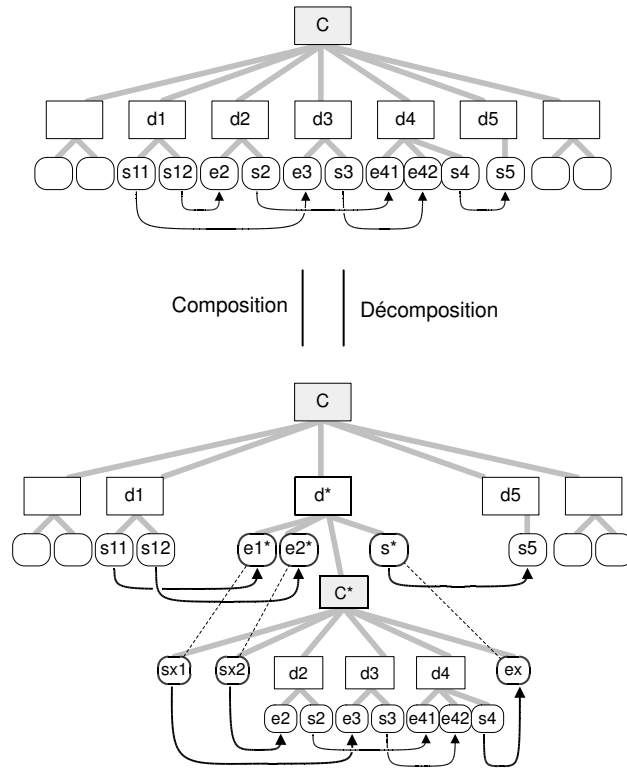 C
d1 d2 d3 d4 d5
s11 s12 e2 s2 e3 s3 e41 e42 s4 s5
Composition Décomposition
C
d1 d* d5
s11 s12 e1* e2* s* s5
C*
sx1 sx2 d2 d3 d4 ex
e2 s2 e3 s3 e41 e42 s4